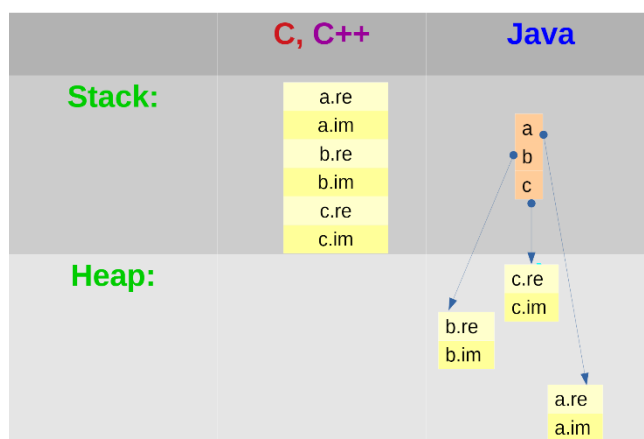 C, C++
Java
Stack:
a.re
a.im
b.re
b.im
c.re
c.im
a
b
c
Heap:
c.re
c.im
b.re
b.im
a.re
a.im